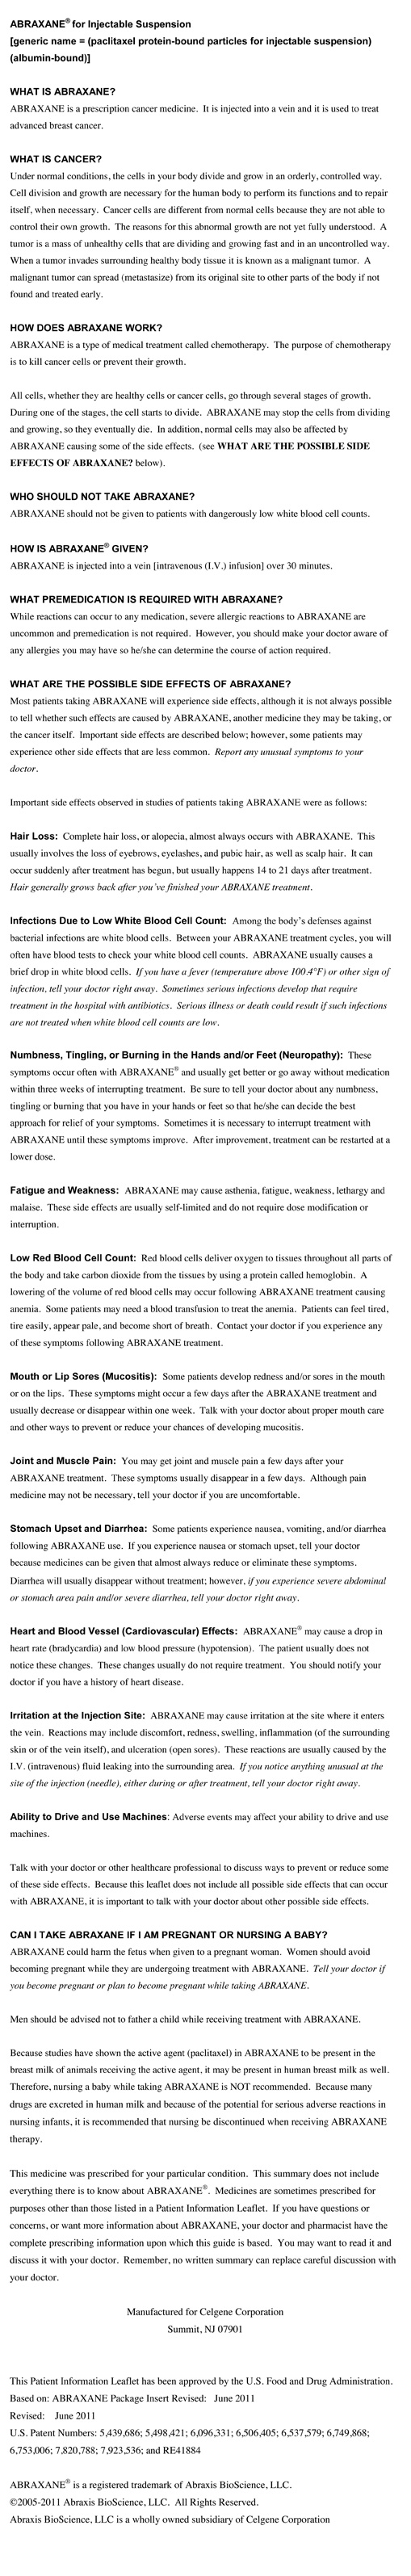 ABRAXANE® for Injectable Suspension
[generic name = (paclitaxel protein-bound particles for injectable suspension)
(albumin-bound)]
WHAT IS ABRAXANE?
ABRAXANE is a prescription cancer medicine. It is injected into a vein and it is used to treat
advanced breast cancer.
WHAT IS CANCER?
Under normal conditions, the cells in your body divide and grow in an orderly, controlled way.
Cell division and growth are necessary for the human body to perform its functions and to repair
itself, when necessary. Cancer cells are different from normal cells because they are not able to
control their own growth. The reasons for this abnormal growth are not yet fully understood. A
tumor is a mass of unhealthy cells that are dividing and growing fast and in an uncontrolled way.
When a tumor invades surrounding healthy body tissue it is known as a malignant tumor. A
malignant tumor can spread (metastasize) from its original site to other parts of the body if not
found and treated early.
HOW DOES ABRAXANE WORK?
ABRAXANE is a type of medical treatment called chemotherapy. The purpose of chemotherapy
is to kill cancer cells or prevent their growth.
All cells, whether they are healthy cells or cancer cells, go through several stages of growth.
During one of the stages, the cell starts to divide. ABRAXANE may stop the cells from dividing
and growing, so they eventually die. In addition, normal cells may also be affected by
ABRAXANE causing some of the side effects. (see WHAT ARE THE POSSIBLE SIDE
EFFECTS OF ABRAXANE? below).
WHO SHOULD NOT TAKE ABRAXANE?
ABRAXANE should not be given to patients with dangerously low white blood cell counts.
HOW IS ABRAXANE® GIVEN?
ABRAXANE is injected into a vein [intravenous (I.V.) infusion] over 30 minutes.
WHAT PREMEDICATION IS REQUIRED WITH ABRAXANE?
While reactions can occur to any medication, severe allergic reactions to ABRAXANE are
uncommon and premedication is not required. However, you should make your doctor aware of
any allergies you may have so he/she can determine the course of action required.
WHAT ARE THE POSSIBLE SIDE EFFECTS OF ABRAXANE?
Most patients taking ABRAXANE will experience side effects, although it is not always possible
to tell whether such effects are caused by ABRAXANE, another medicine they may be taking, or
the cancer itself. Important side effects are described below; however, some patients may
experience other side effects that are less common. Report any unusual symptoms to your
doctor.
Important side effects observed in studies of patients taking ABRAXANE were as follows:
Hair Loss: Complete hair loss, or alopecia, almost always occurs with ABRAXANE. This
usually involves the loss of eyebrows, eyelashes, and pubic hair, as well as scalp hair. It can
occur suddenly after treatment has begun, but usually happens 14 to 21 days after treatment.
Hair generally grows back after you've finished your ABRAXANE treatment.
Infections Due to Low White Blood Cell Count: Among the body's defenses against
bacterial infections are white blood cells. Between your ABRAXANE treatment cycles, you will
often have blood tests to check your white blood cell counts. ABRAXANE usually causes a
brief drop in white blood cells. If you have a fever (temperature above 100.4°F) or other sign of
infection, tell your doctor right away. Sometimes serious infections develop that require
treatment in the hospital with antibiotics. Serious illness or death could result if such infections
are not treated when white blood cell counts are low.
Numbness, Tingling, or Burning in the Hands and/or Feet (Neuropathy): These
symptoms occur often with ABRAXANE® and usually get better or go away without medication
within three weeks of interrupting treatment. Be sure to tell your doctor about any numbness,
tingling or burning that you have in your hands or feet so that he/she can decide the best
approach for relief of your symptoms. Sometimes it is necessary to interrupt treatment with
ABRAXANE until these symptoms improve. After improvement, treatment can be restarted at a
lower dose.
Fatigue and Weakness: ABRAXANE may cause asthenia, fatigue, weakness, lethargy and
malaise. These side effects are usually self-limited and do not require dose modification or
interruption.
Low Red Blood Cell Count: Red blood cells deliver oxygen to tissues throughout all parts of
the body and take carbon dioxide from the tissues by using a protein called hemoglobin. A
lowering of the volume of red blood cells may occur following ABRAXANE treatment causing
anemia. Some patients may need a blood transfusion to treat the anemia. Patients can feel tired,
tire easily, appear pale, and become short of breath. Contact your doctor if you experience any
of these symptoms following ABRAXANE treatment.
Mouth or Lip Sores (Mucositis): Some patients develop redness and/or sores in the mouth
or on the lips. These symptoms might occur a few days after the ABRAXANE treatment and
usually decrease or disappear within one week. Talk with your doctor about proper mouth care
and other ways to prevent or reduce your chances of developing mucositis.
Joint and Muscle Pain: You may get joint and muscle pain a few days after your
ABRAXANE treatment. These symptoms usually disappear in a few days. Although pain
medicine may not be necessary, tell your doctor if you are uncomfortable.
Stomach Upset and Diarrhea: Some patients experience nausea, vomiting, and/or diarrhea
following ABRAXANE use. If you experience nausea or stomach upset, tell your doctor
because medicines can be given that almost always reduce or eliminate these symptoms.
Diarrhea will usually disappear without treatment; however, if you experience severe abdominal
or stomach area pain and/or severe diarrhea, tell your doctor right away.
Heart and Blood Vessel (Cardiovascular) Effects: ABRAXANE® may cause a drop in
heart rate (bradycardia) and low blood pressure (hypotension). The patient usually does not
notice these changes. These changes usually do not require treatment. You should notify your
doctor if you have a history of heart disease.
Irritation at the Injection Site: ABRAXANE may cause irritation at the site where it enters
the vein. Reactions may include discomfort, redness, swelling, inflammation (of the surrounding
skin or of the vein itself), and ulceration (open sores). These reactions are usually caused by the
I.V. (intravenous) fluid leaking into the surrounding area. If you notice anything unusual at the
site of the injection (needle), either during or after treatment, tell your doctor right away.
Ability to Drive and Use Machines: Adverse events may affect your ability to drive and use
machines.
Talk with your doctor or other healthcare professional to discuss ways to prevent or reduce some
of these side effects. Because this leaflet does not include all possible side effects that can occur
with ABRAXANE, it is important to talk with your doctor about other possible side effects.
CAN I TAKE ABRAXANE IF I AM PREGNANT OR NURSING A BABY?
ABRAXANE could harm the fetus when given to a pregnant woman. Women should avoid
becoming pregnant while they are undergoing treatment with ABRAXANE. Tell your doctor if
you become pregnant or plan to become pregnant while taking ABRAXANE.
Men should be advised not to father a child while receiving treatment with ABRAXANE.
Because studies have shown the active agent (paclitaxel) in ABRAXANE to be present in the
breast milk of animals receiving the active agent, it may be present in human breast milk as well.
Therefore, nursing a baby while taking ABRAXANE is NOT recommended. Because many
drugs are excreted in human milk and because of the potential for serious adverse reactions in
nursing infants, it is recommended that nursing be discontinued when receiving ABRAXANE
therapy.
This medicine was prescribed for your particular condition. This summary does not include
everything there is to know about ABRAXANE®. Medicines are sometimes prescribed for
purposes other than those listed in a Patient Information Leaflet. If you have questions or
concerns, or want more information about ABRAXANE, your doctor and pharmacist have the
complete prescribing information upon which this guide is based. You may want to read it and
discuss it with your doctor. Remember, no written summary can replace careful discussion with
your doctor.
Manufactured for Celgene Corporation
Summit, NJ 07901
This Patient Information Leaflet has been approved by the U.S. Food and Drug Administration.
Based on: ABRAXANE Package Insert Revised: June 2011
Revised: June 2011
U.S. Patent Numbers: 5,439,686; 5,498,421; 6,096,331; 6,506,405; 6,537,579; 6,749,868;
6,753,006; 7,820,788; 7,923,536; and RE41884
ABRAXANE® is a registered trademark of Abraxis BioScience, LLC.
©2005-2011 Abraxis BioScience, LLC. All Rights Reserved.
Abraxis BioScience, LLC is a wholly owned subsidiary of Celgene Corporation